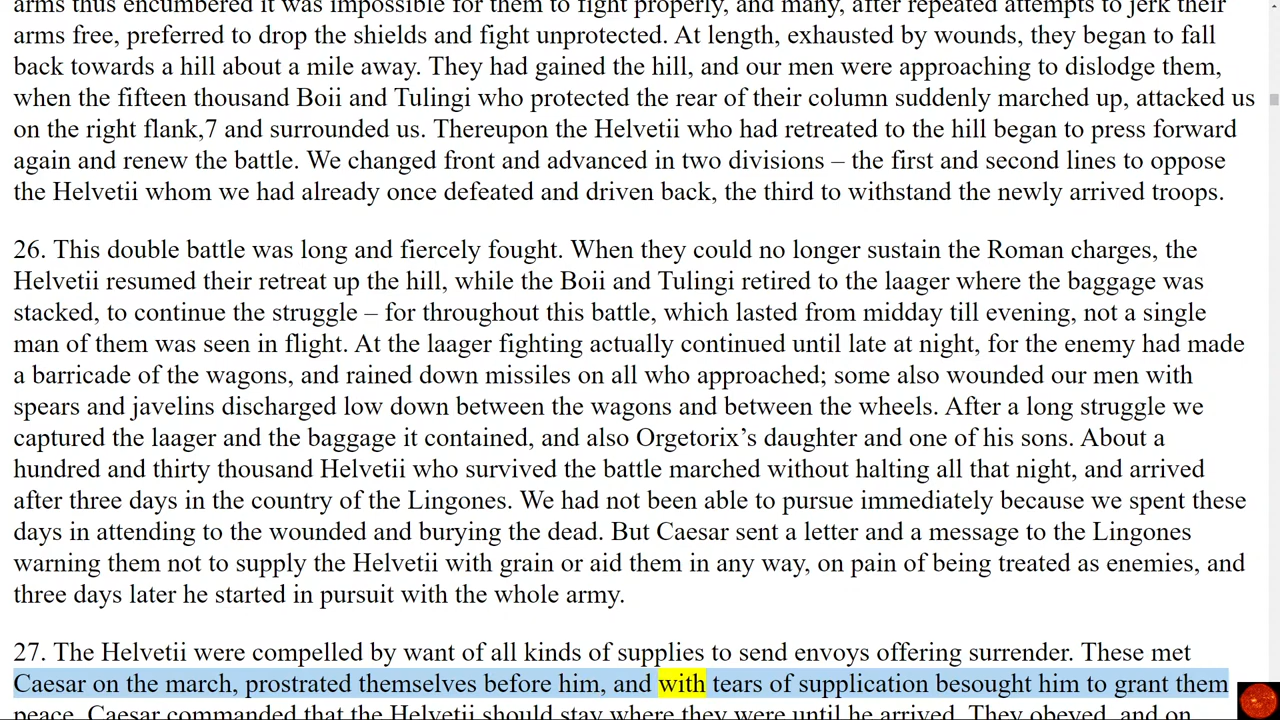 arms thus encumbered it was impossible for them to fight properly, and many, after repeated attempts to jerk their
arms free, preferred to drop the shields and fight unprotected. At length, exhausted by wounds, they began to fall
back towards a hill about a mile away. They had gained the hill, and our men were approaching to dislodge them,
when the fifteen thousand Boii and Tulingi who protected the rear of their column suddenly marched up, attacked us
on the right flank,7 and surrounded us. Thereupon the Helvetii who had retreated to the hill began to press forward
again and renew the battle. We changed front and advanced in two divisions – the first and second lines to oppose
the Helvetii whom we had already once defeated and driven back, the third to withstand the newly arrived troops.
26. This double battle was long and fiercely fought. When they could no longer sustain the Roman charges, the
Helvetii resumed their retreat up the hill, while the Boii and Tulingi retired to the laager where the baggage was
stacked, to continue the struggle – for throughout this battle, which lasted from midday till evening, not a single
man of them was seen in flight. At the laager fighting actually continued until late at night, for the enemy had made
a barricade of the wagons, and rained down missiles on all who approached; some also wounded our men with
spears and javelins discharged low down between the wagons and between the wheels. After a long struggle we
captured the laager and the baggage it contained, and also Orgetorix’s daughter and one of his sons. About a
hundred and thirty thousand Helvetii who survived the battle marched without halting all that night, and arrived
after three days in the country of the Lingones. We had not been able to pursue immediately because we spent these
days in attending to the wounded and burying the dead. But Caesar sent a letter and a message to the Lingones
warning them not to supply the Helvetii with grain or aid them in any way, on pain of being treated as enemies, and
three days later he started in pursuit with the whole army.
27. The Helvetii were compelled by want of all kinds of supplies to send envoys offering surrender. These met
Caesar on the march, prostrated themselves before him, and with tears of supplication besought him to grant them
peace. Caesar commanded that the Helvetii should stay where they were until he arrived. They obeyed, and on